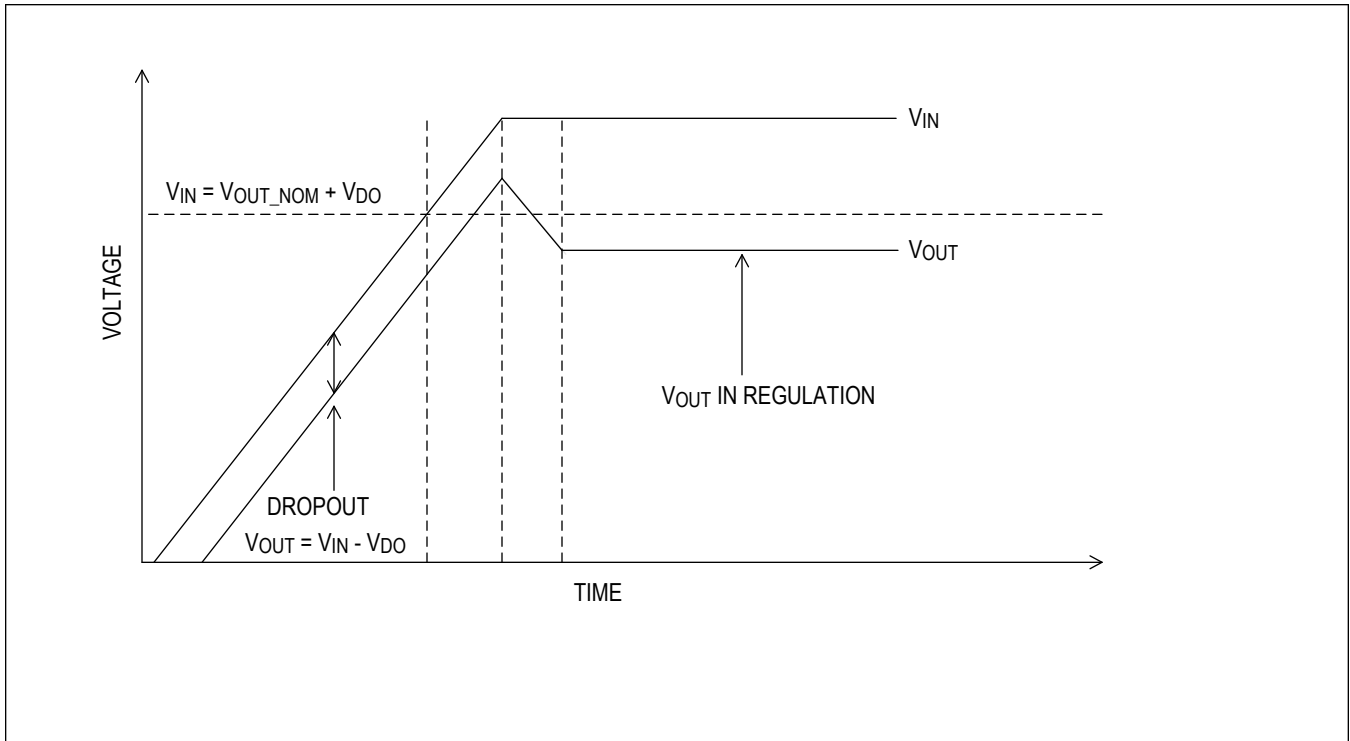 VIN
VIN = VOUT_NOM + VDO
VOUT
VOLTAGE
VOUT IN REGULATION
DROPOUT
VOUT = VIN - VDO
TIME